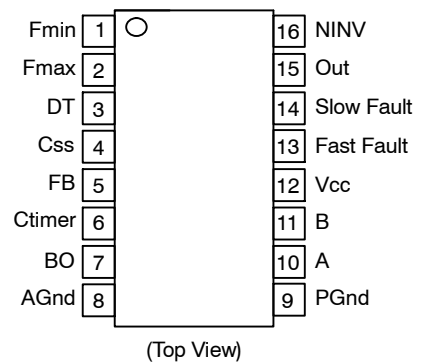 Fmin 1 16 NINV
Fmax 2 15 Out
DT 3 14 Slow Fault
Css 4 13 Fast Fault
FB 5 12 Vcc
Ctimer 6 11 B
BO 7 10 A
AGnd 8 9 PGnd
(Top View)